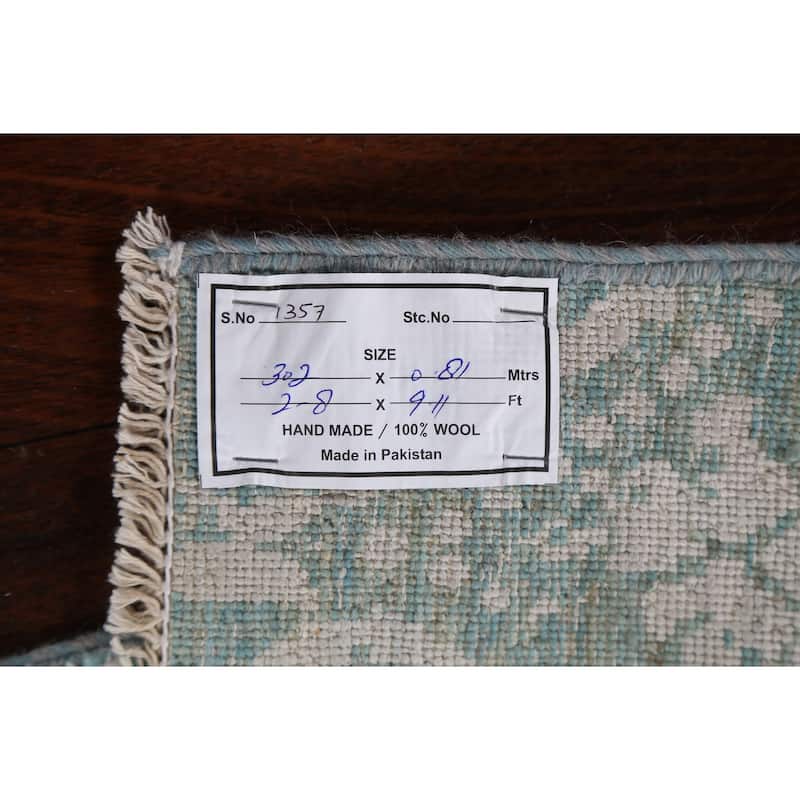 S.No 1357 Stc.No
SIZE
302 X 0.81 Mtrs
2-8 X 9 11 Ft
HAND MADE / 100% WOOL
Made in Pakistan